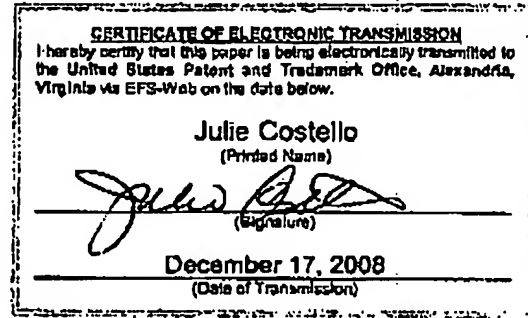 CERTIFICATE OF ELECTRONIC TRANSMISSION
I hereby certify that this paper is being electronically transmitted to
the United States Patent and Trademark Office, Alexandria,
Virginia via EFS-Web on the date below.
Julie Costello
(Printed Name)
(Signature)
December 17, 2008
(Date of Transmission)